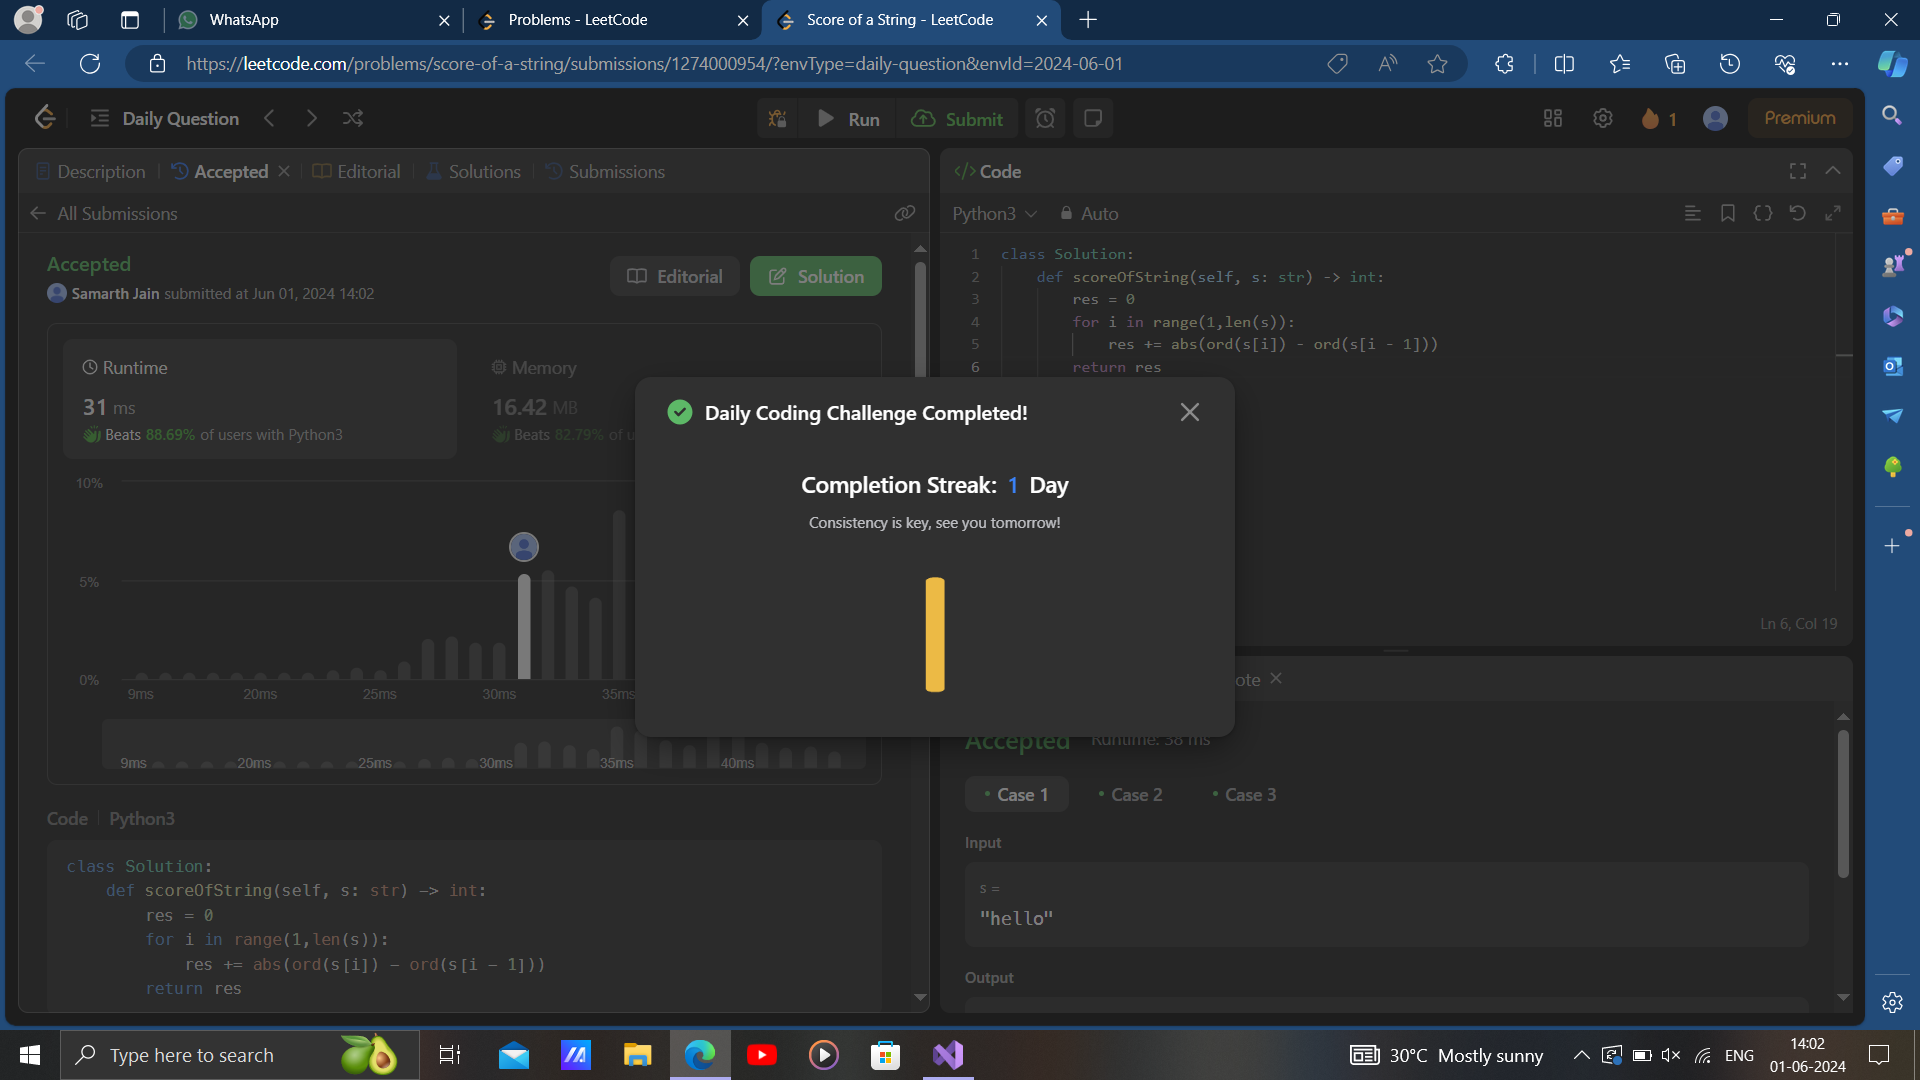 WhatsApp
Problems - LeetCode
Score of a String - LeetCode
https://leetcode.com/problems/score-of-a-string/submissions/1274000954/?envType=daily-question&envId=2024-06-01
Daily Question
Run
Submit
1
Premium
Description
Accepted
Editorial
Solutions
Submissions
All Submissions
Accepted
Samarth Jain submitted at Jun 01, 2024 14:02
Editorial
Solution
Runtime
31 ms
Beats 88.69% of users with Python3
Memory
16.42 MB
Beats 82.79% of u
10%
5%
0%
9ms 20ms 25ms 30ms 35ms
9ms 20ms 25ms 30ms 35ms 40ms
Code | Python3
class Solution:
    def scoreOfString(self, s: str) -> int:
        res = 0
        for i in range(1,len(s)):
            res += abs(ord(s[i]) - ord(s[i - 1]))
        return res
</> Code
Python3
Auto
1 class Solution:
2     def scoreOfString(self, s: str) -> int:
3         res = 0
4         for i in range(1,len(s)):
5             res += abs(ord(s[i]) - ord(s[i - 1]))
6         return res
Ln 6, Col 19
Daily Coding Challenge Completed!
Completion Streak: 1 Day
Consistency is key, see you tomorrow!
ote
Accepted Runtime: 38 ms
• Case 1 • Case 2 • Case 3
Input
s =
"hello"
Output
Type here to search
30°C Mostly sunny
ENG
14:02
01-06-2024